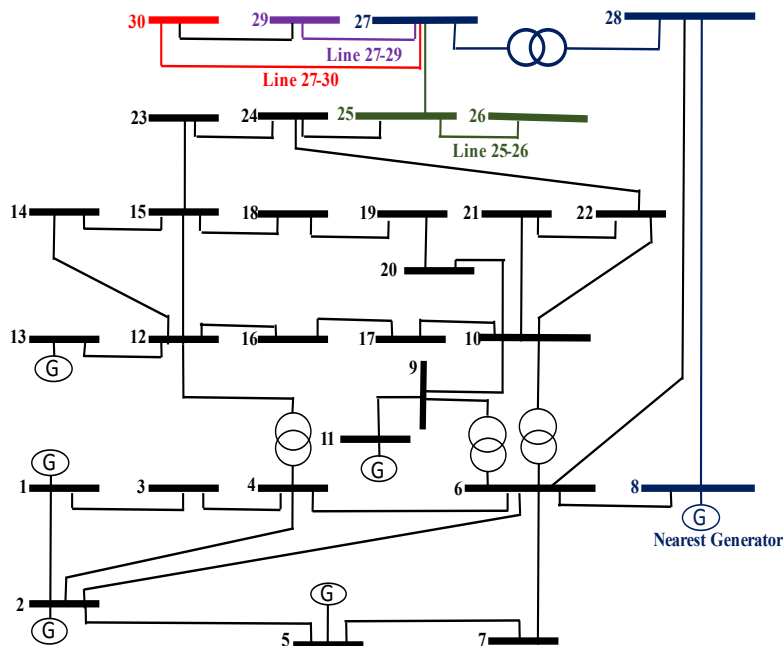 30 29 27 28
Line 27-29
Line 27-30
23 24 25 26
Line 25-26
14 15 18 19 21 22
20
13 12 16 17 10
G
9
11
G
G
1 3 4 6 8
G
Nearest Generator
2
G
G
5 7